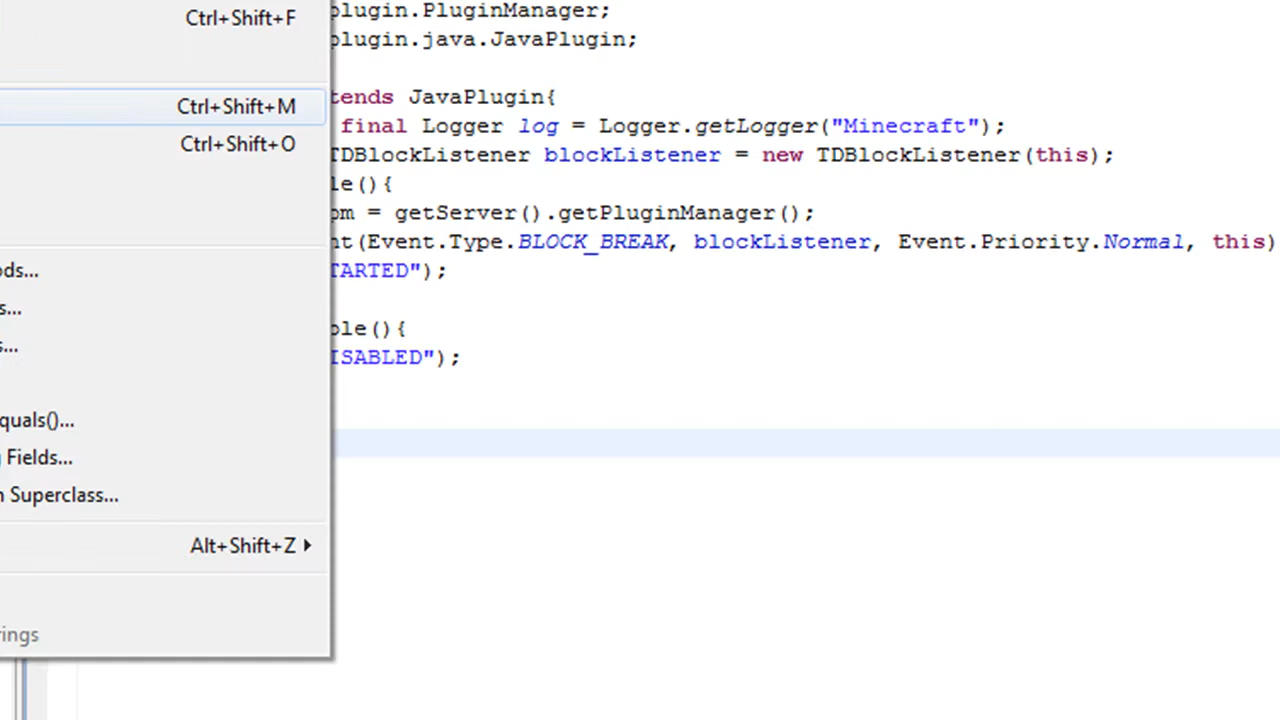 Ctrl+Shift+F
Ctrl+Shift+M
Ctrl+Shift+O
ods...
s...
s...
quals()...
Fields...
n Superclass...
Alt+Shift+Z
rings
plugin.PluginManager;
plugin.java.JavaPlugin;
tends JavaPlugin{
final Logger log = Logger.getLogger("Minecraft");
TDBlockListener blockListener = new TDBlockListener(this);
le(){
pm = getServer().getPluginManager();
nt(Event.Type.BLOCK_BREAK, blockListener, Event.Priority.Normal, this)
TARTED");
ble(){
ISABLED");